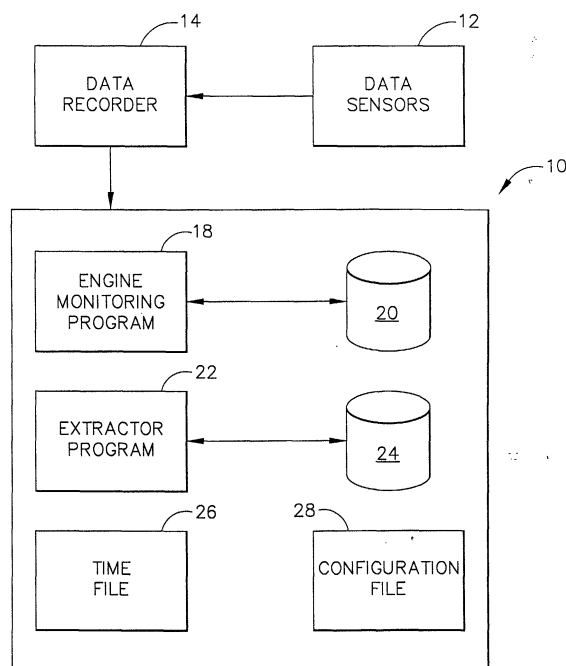 14
12
DATA
RECORDER
DATA
SENSORS
10
18
ENGINE
MONITORING
PROGRAM
20
22
EXTRACTOR
PROGRAM
24
26
28
TIME
FILE
CONFIGURATION
FILE